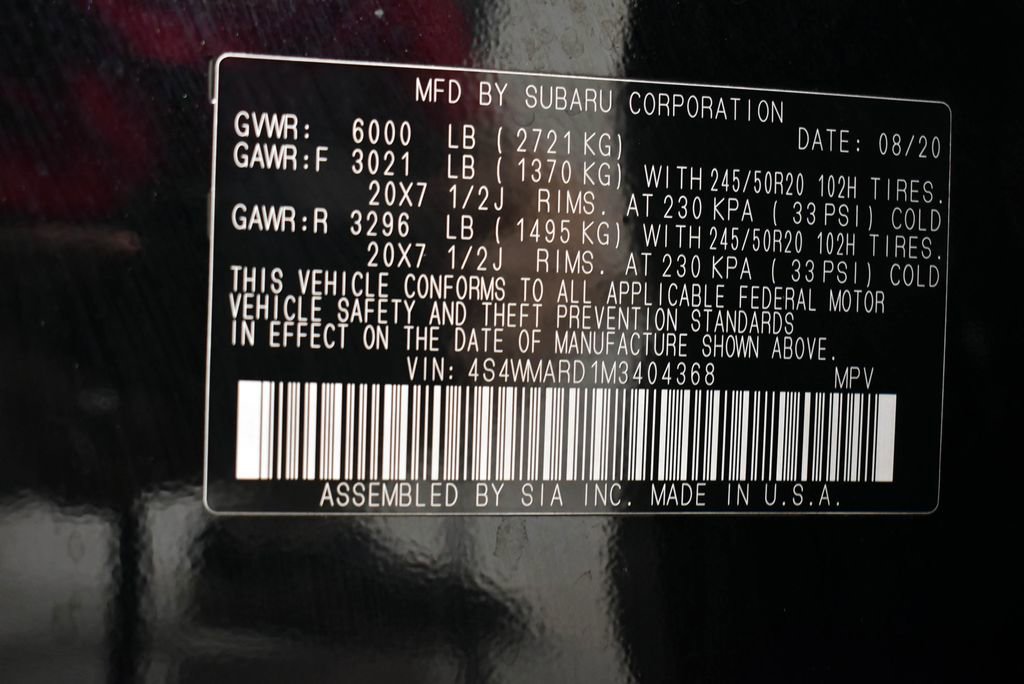 MFD BY SUBARU CORPORATION
GVWR: 6000 LB ( 2721 KG) DATE: 08/20
GAWR:F 3021 LB ( 1370 KG) WITH 245/50R20 102H TIRES.
20X7 1/2J RIMS. AT 230 KPA ( 33 PSI) COLD
GAWR:R 3296 LB ( 1495 KG) WITH 245/50R20 102H TIRES.
20X7 1/2J RIMS. AT 230 KPA ( 33 PSI) COLD
THIS VEHICLE CONFORMS TO ALL APPLICABLE FEDERAL MOTOR
VEHICLE SAFETY AND THEFT PREVENTION STANDARDS
IN EFFECT ON THE DATE OF MANUFACTURE SHOWN ABOVE.
VIN: 4S4WMARD1M3404368 MPV
ASSEMBLED BY SIA INC. MADE IN U.S.A.